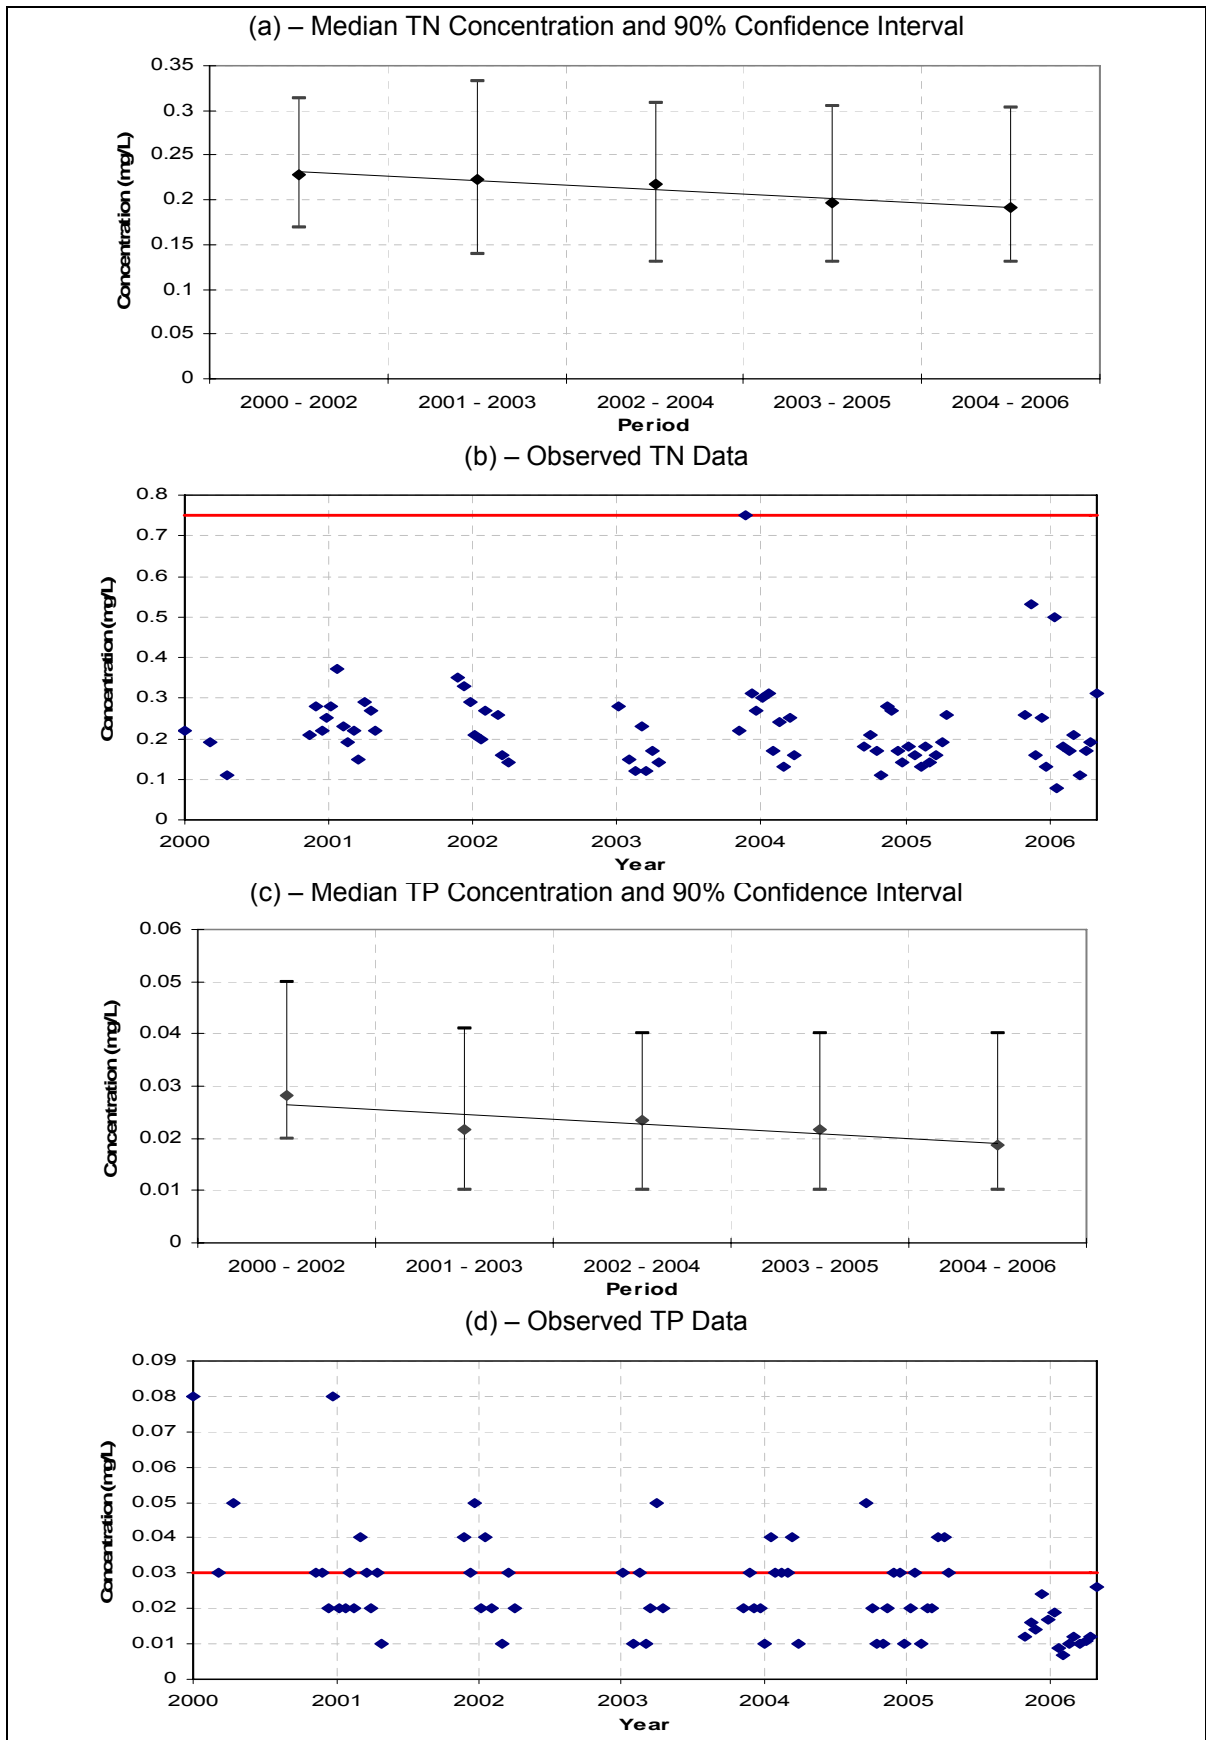 (a) – Median TN Concentration and 90% Confidence Interval
0.35
0.3
0.25
0.2
0.15
0.1
0.05
0
Concentration (mg/L)
2000 - 2002 2001 - 2003 2002 - 2004 2003 - 2005 2004 - 2006
Period
(b) – Observed TN Data
0.8
0.7
0.6
0.5
0.4
0.3
0.2
0.1
0
Concentration (mg/L)
2000 2001 2002 2003 2004 2005 2006
Year
(c) – Median TP Concentration and 90% Confidence Interval
0.06
0.05
0.04
0.03
0.02
0.01
0
Concentration (mg/L)
2000 - 2002 2001 - 2003 2002 - 2004 2003 - 2005 2004 - 2006
Period
(d) – Observed TP Data
0.09
0.08
0.07
0.06
0.05
0.04
0.03
0.02
0.01
0
Concentration (mg/L)
2000 2001 2002 2003 2004 2005 2006
Year